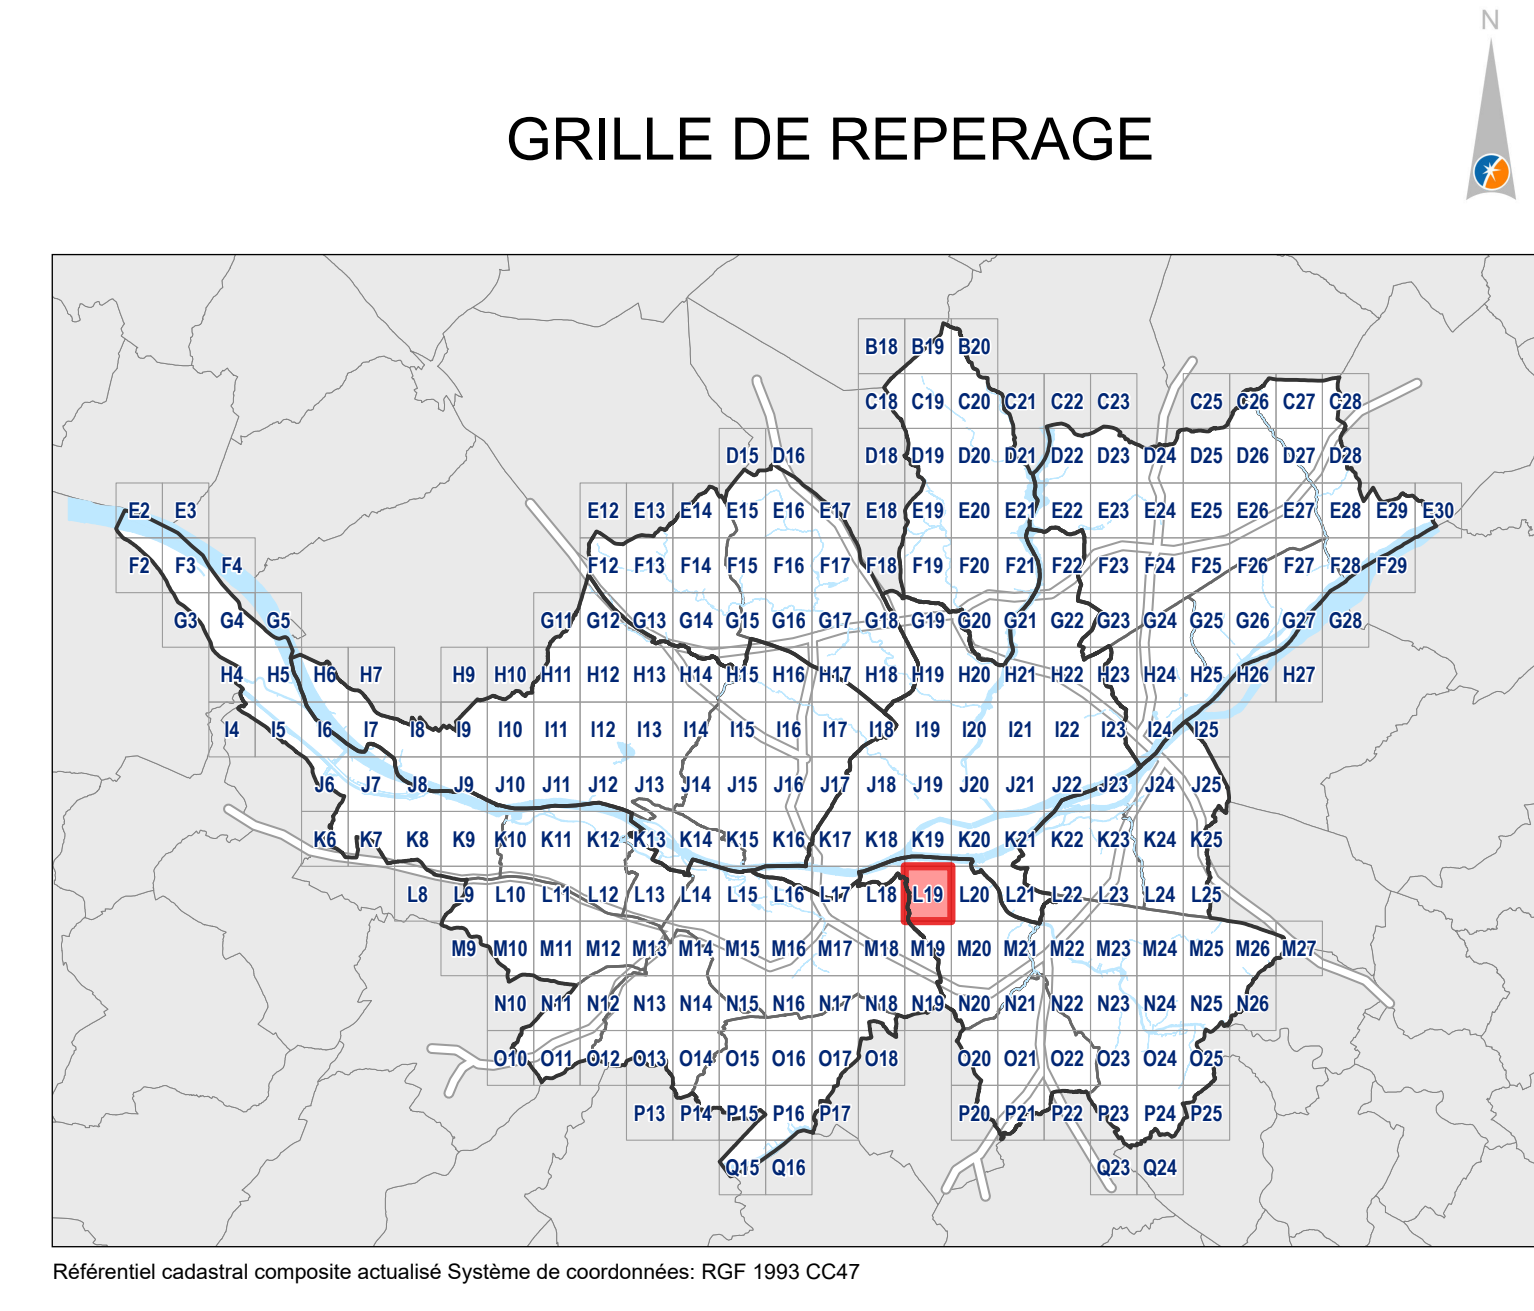 N
GRILLE DE REPERAGE
B18 B19 B20
C18 C19 C20 C21 C22 C23 C25 C26 C27 C28
D15 D16 D18 D19 D20 D21 D22 D23 D24 D25 D26 D27 D28
E2 E3 E12 E13 E14 E15 E16 E17 E18 E19 E20 E21 E22 E23 E24 E25 E26 E27 E28 E29 E30
F2 F3 F4 F12 F13 F14 F15 F16 F17 F18 F19 F20 F21 F22 F23 F24 F25 F26 F27 F28 F29
G3 G4 G5 G11 G12 G13 G14 G15 G16 G17 G18 G19 G20 G21 G22 G23 G24 G25 G26 G27 G28
H4 H5 H6 H7 H9 H10 H11 H12 H13 H14 H15 H16 H17 H18 H19 H20 H21 H22 H23 H24 H25 H26 H27
I4 I5 I6 I7 I8 I9 I10 I11 I12 I13 I14 I15 I16 I17 I18 I19 I20 I21 I22 I23 I24 I25
J6 J7 J8 J9 J10 J11 J12 J13 J14 J15 J16 J17 J18 J19 J20 J21 J22 J23 J24 J25
K6 K7 K8 K9 K10 K11 K12 K13 K14 K15 K16 K17 K18 K19 K20 K21 K22 K23 K24 K25
L8 L9 L10 L11 L12 L13 L14 L15 L16 L17 L18 L19 L20 L21 L22 L23 L24 L25
M9 M10 M11 M12 M13 M14 M15 M16 M17 M18 M19 M20 M21 M22 M23 M24 M25 M26 M27
N10 N11 N12 N13 N14 N15 N16 N17 N18 N19 N20 N21 N22 N23 N24 N25 N26
O10 O11 O12 O13 O14 O15 O16 O17 O18 O20 O21 O22 O23 O24 O25
P13 P14 P15 P16 P17 P20 P21 P22 P23 P24 P25
Q15 Q16 Q23 Q24
Référentiel cadastral composite actualisé Système de coordonnées: RGF 1993 CC47